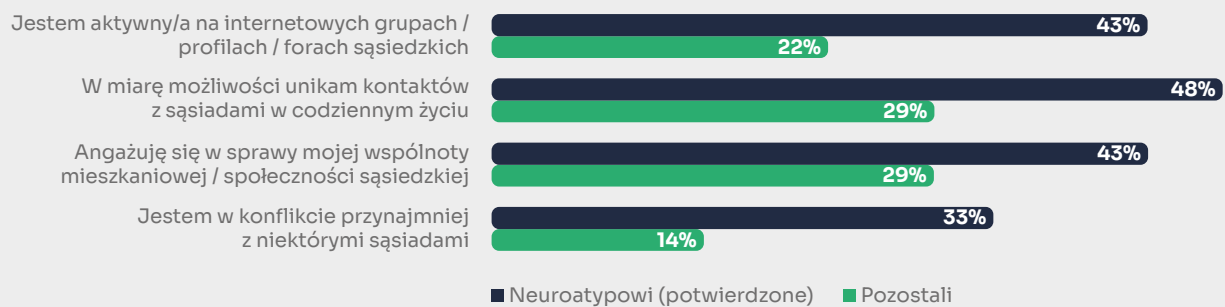 Jestem aktywny/a na internetowych grupach /
profilach / forach sąsiedzkich
43%
22%
W miarę możliwości unikam kontaktów
z sąsiadami w codziennym życiu
48%
29%
Angażuję się w sprawy mojej wspólnoty
mieszkaniowej / społeczności sąsiedzkiej
43%
29%
Jestem w konflikcie przynajmniej
z niektórymi sąsiadami
33%
14%
Neuroatypowi (potwierdzone) Pozostali